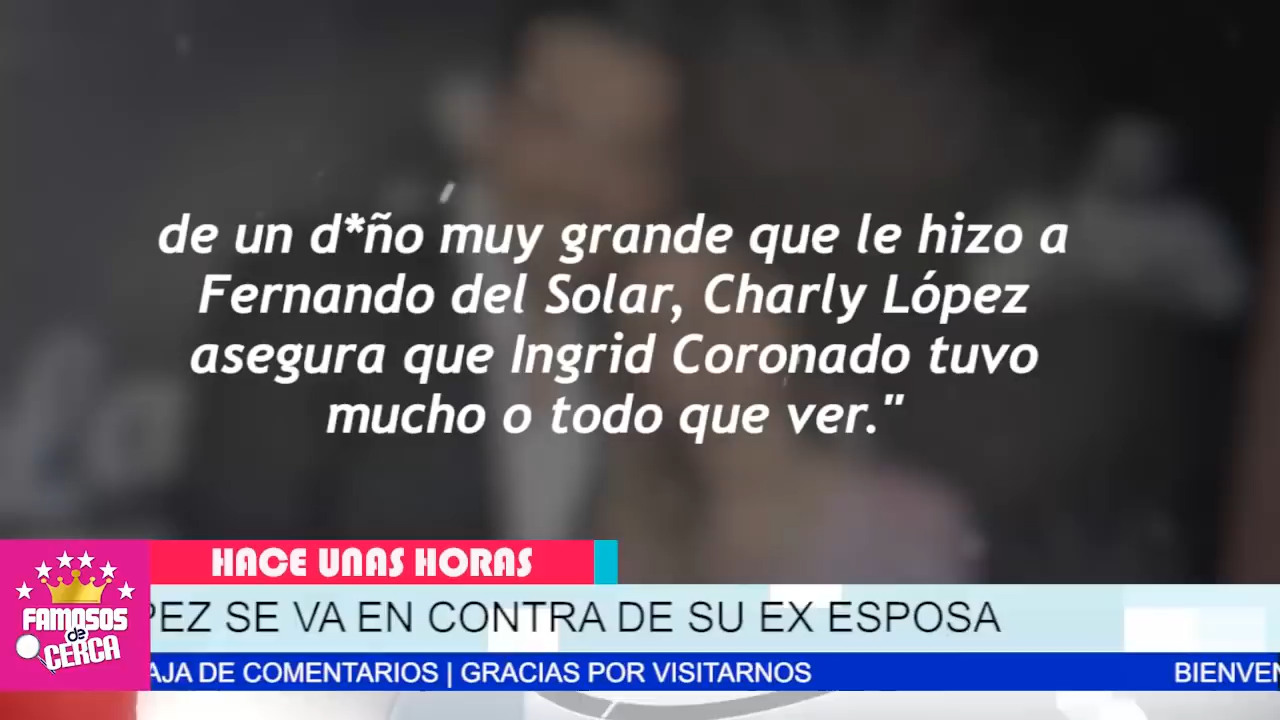 de un d*ño muy grande que le hizo a
Fernando del Solar, Charly López
asegura que Ingrid Coronado tuvo
mucho o todo que ver."
HACE UNAS HORAS
PEZ SE VA EN CONTRA DE SU EX ESPOSA
FAMOSOS
de
CERCA
AJA DE COMENTARIOS | GRACIAS POR VISITARNOS
BIENVEN